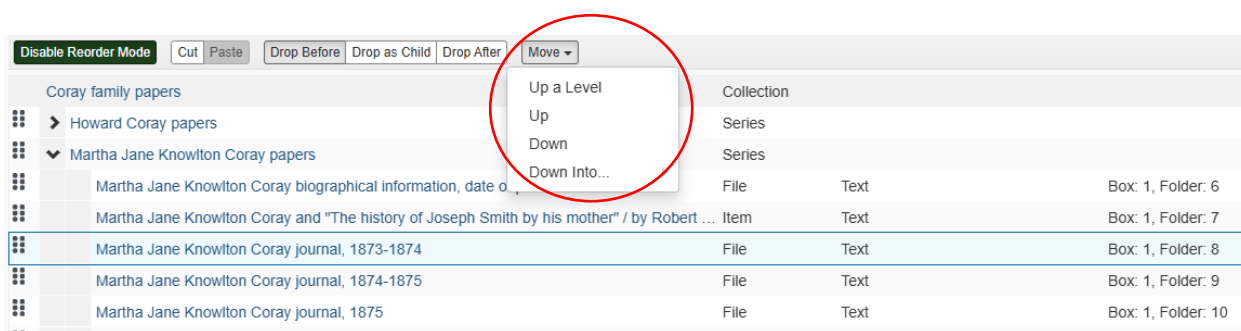 Disable Reorder Mode Cut Paste Drop Before Drop as Child Drop After Move
Up a Level
Up
Down
Down Into...
Coray family papers Collection
Howard Coray papers Series
Martha Jane Knowlton Coray papers Series
Martha Jane Knowlton Coray biographical information, date File Text Box: 1, Folder: 6
Martha Jane Knowlton Coray and "The history of Joseph Smith by his mother" / by Robert ... Item Text Box: 1, Folder: 7
Martha Jane Knowlton Coray journal, 1873-1874 File Text Box: 1, Folder: 8
Martha Jane Knowlton Coray journal, 1874-1875 File Text Box: 1, Folder: 9
Martha Jane Knowlton Coray journal, 1875 File Text Box: 1, Folder: 10